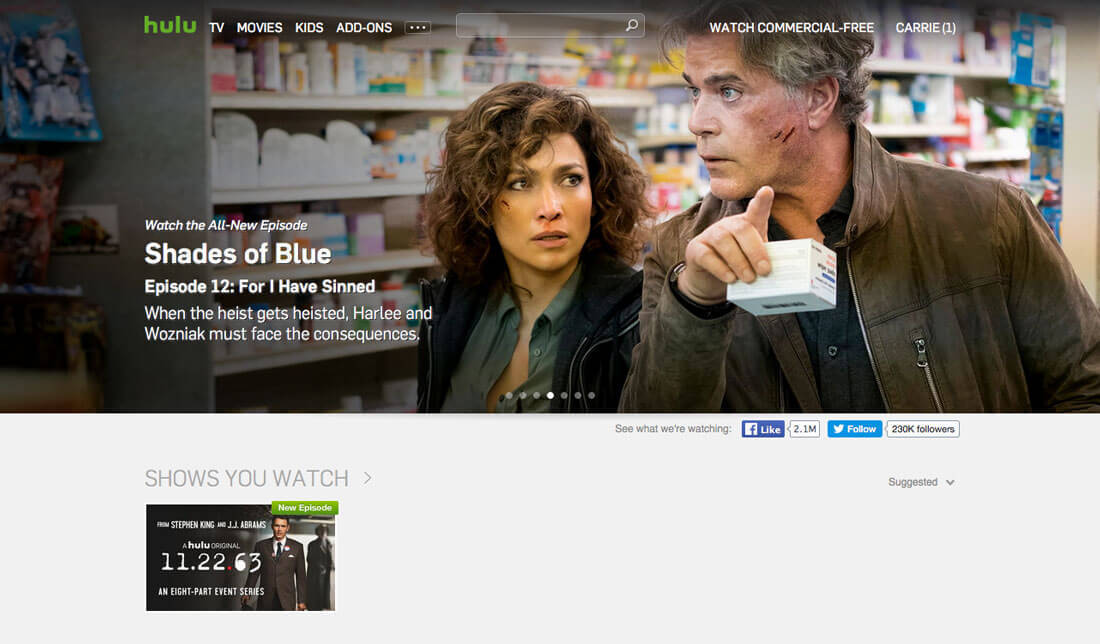 hulu TV MOVIES KIDS ADD-ONS ••• WATCH COMMERCIAL-FREE CARRIE (1)
Watch the All-New Episode
Shades of Blue
Episode 12: For I Have Sinned
When the heist gets heisted, Harlee and
Wozniak must face the consequences.
See what we're watching: Like 2.1M Follow 230K followers
SHOWS YOU WATCH
Suggested
New Episode
FROM STEPHEN KING AND J.J. ABRAMS
A hulu ORIGINAL
11.22.63
AN EIGHT-PART EVENT SERIES